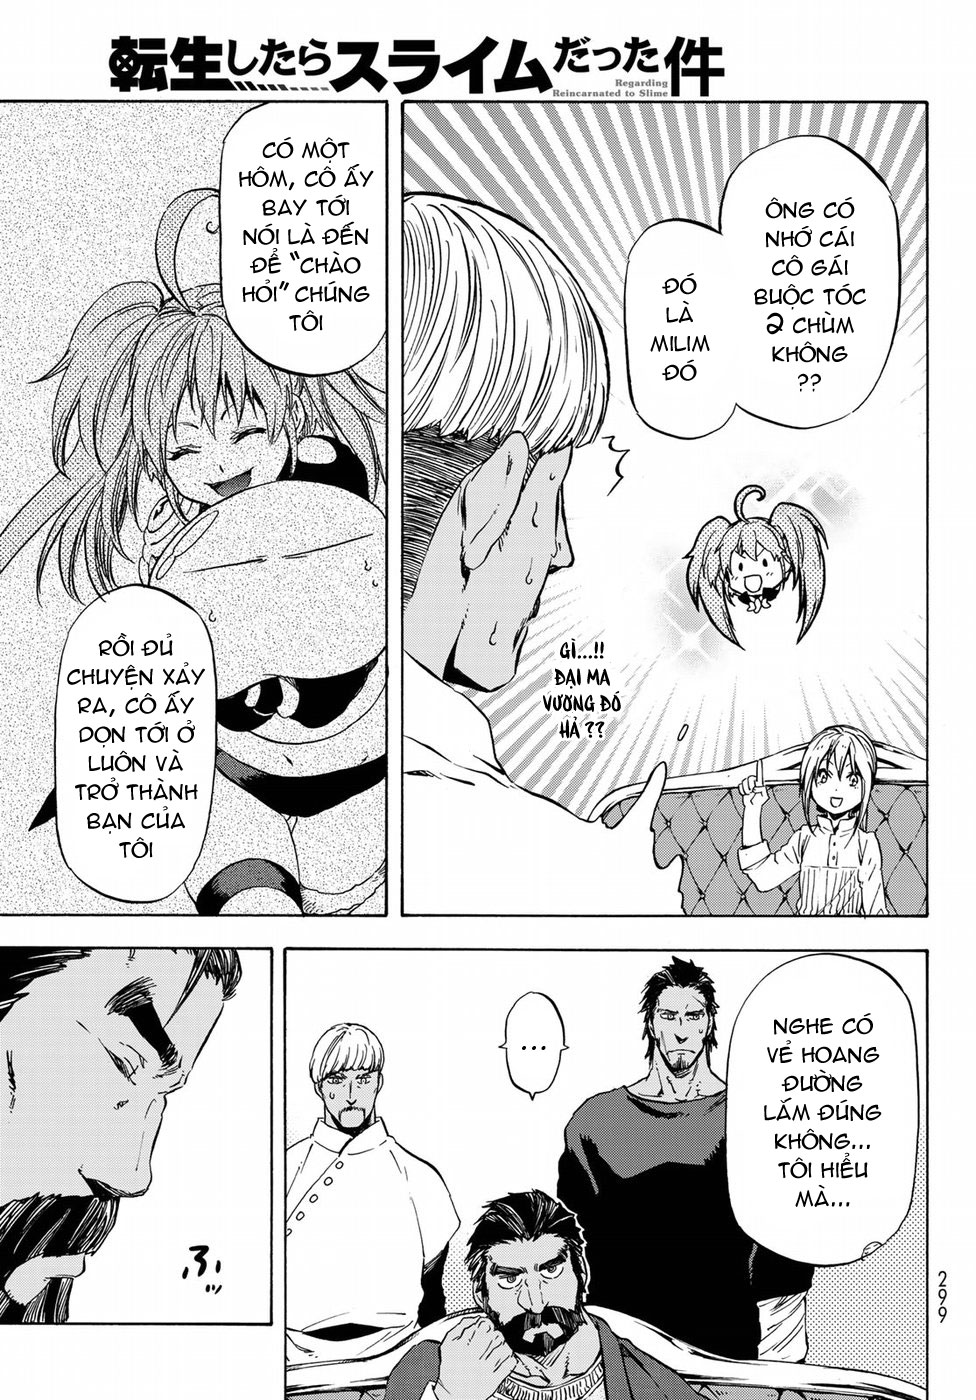 転生したらスライムだった件
Regarding
Reincarnated to Slime
ÔNG CÓ
NHỚ CÁI
CÔ GÁI
BUỘC TÓC
2 CHÙM
KHÔNG
??
ĐÓ
LÀ
MILIM
ĐÓ
GÌ...!!
ĐẠI MA
VƯƠNG ĐÓ
HẢ??
CÓ MỘT
HÔM, CÔ ẤY
BAY TỚI
NÓI LÀ ĐẾN
ĐỂ "CHÀO
HỎI" CHÚNG
TÔI
RỒI ĐỦ
CHUYỆN XẢY
RA, CÔ ẤY
DỌN TỚI Ở
LUÔN VÀ
TRỞ THÀNH
BẠN CỦA
TÔI
NGHE CÓ
VẺ HOANG
ĐƯỜNG
LẮM ĐÚNG
KHÔNG...
TÔI HIỂU
MÀ...
...
ふッ
299